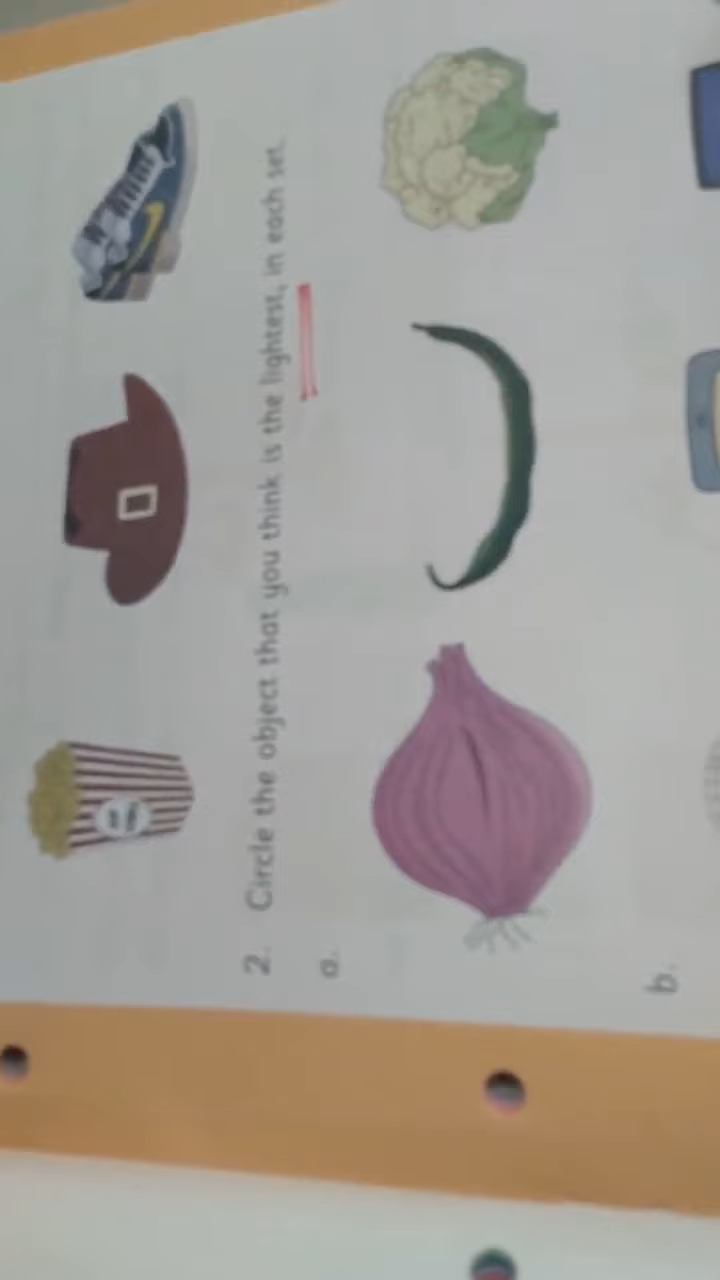 2. Circle the object that you think is the lightest, in each set.
a.
b.